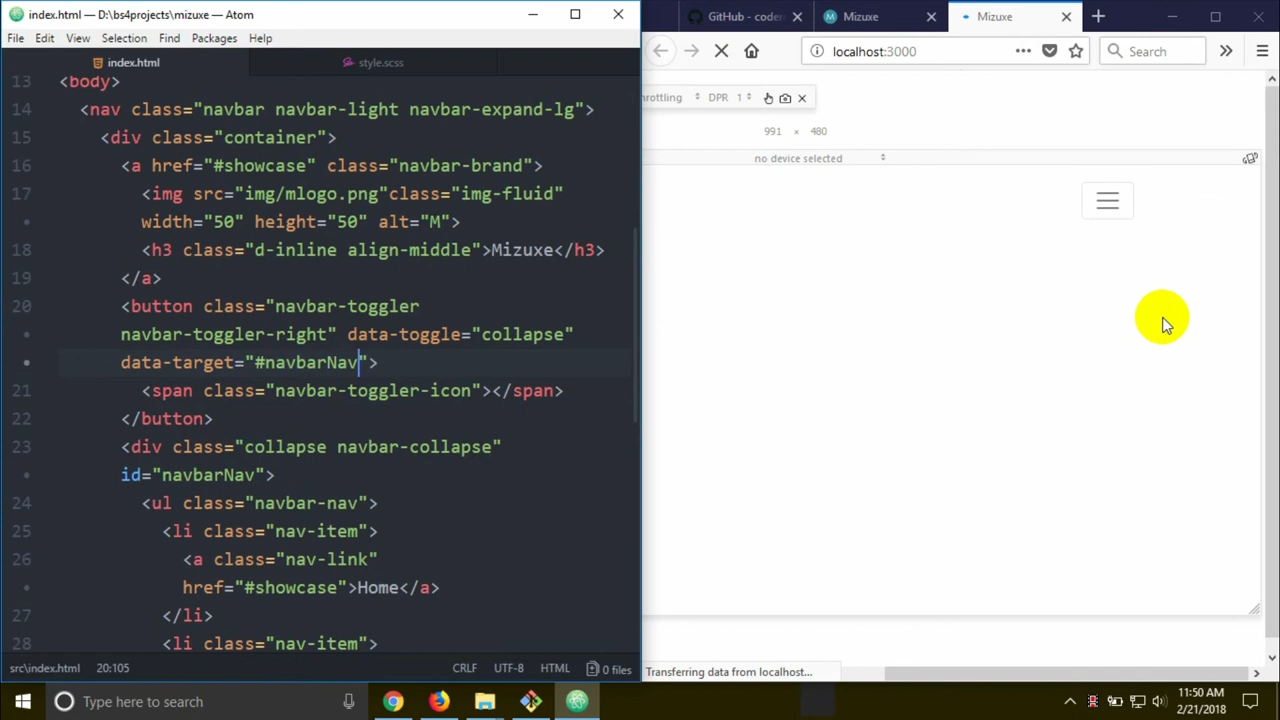 index.html — D:\bs4projects\mizuxe — Atom
File Edit View Selection Find Packages Help
index.html
style.scss
13 <body>
14 <nav class="navbar navbar-light navbar-expand-lg">
15 <div class="container">
16 <a href="#showcase" class="navbar-brand">
17 <img src="img/mlogo.png"class="img-fluid"
• width="50" height="50" alt="M">
18 <h3 class="d-inline align-middle">Mizuxe</h3>
19 </a>
20 <button class="navbar-toggler
• navbar-toggler-right" data-toggle="collapse"
• data-target="#navbarNav">
21 <span class="navbar-toggler-icon"></span>
22 </button>
23 <div class="collapse navbar-collapse"
• id="navbarNav">
24 <ul class="navbar-nav">
25 <li class="nav-item">
26 <a class="nav-link"
• href="#showcase">Home</a>
27 </li>
28 <li class="nav-item">
src\index.html 20:105 CRLF UTF-8 HTML 0 files
GitHub - coder
Mizuxe
Mizuxe
localhost:3000
Search
hrottling DPR 1
991 × 480
no device selected
Transferring data from localhost...
Type here to search
11:50 AM
2/21/2018